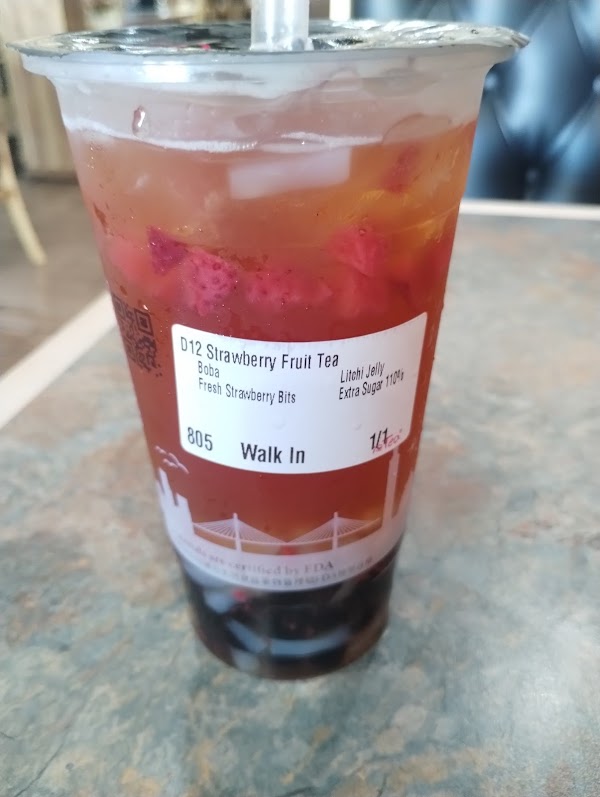 D12 Strawberry Fruit Tea
Boba
Litchi Jelly
Fresh Strawberry Bits
Extra Sugar 110%
805
Walk In
1/1
are certified by FDA